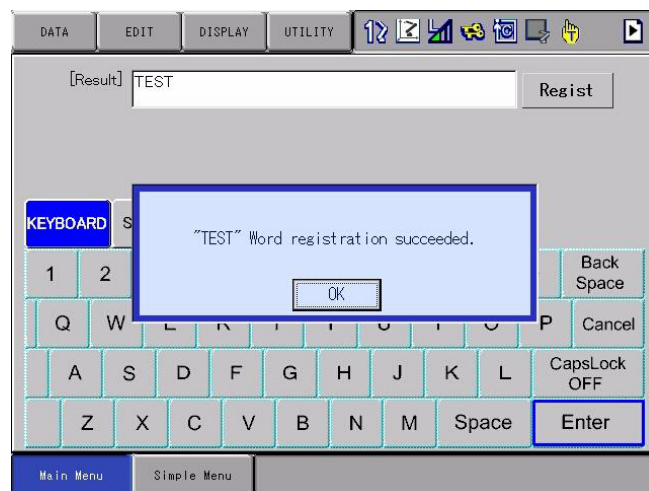 DATA EDIT DISPLAY UTILITY
[Result] TEST Regist
KEYBOARD S
"TEST" Word registration succeeded.
OK
1 2 Back Space
Q W P Cancel
A S D F G H J K L CapsLock OFF
Z X C V B N M Space Enter
Main Menu Simple Menu